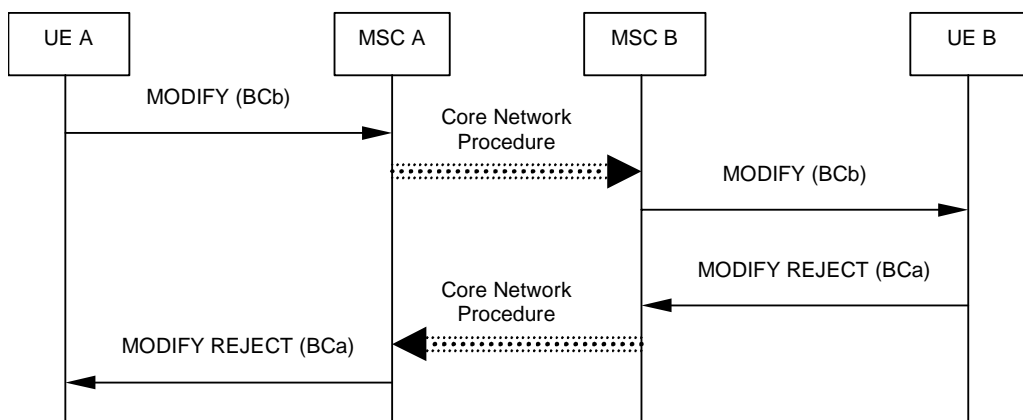 UE A
MSC A
MSC B
UE B
MODIFY (BCb)
Core Network
Procedure
MODIFY (BCb)
MODIFY REJECT (BCa)
Core Network
Procedure
MODIFY REJECT (BCa)